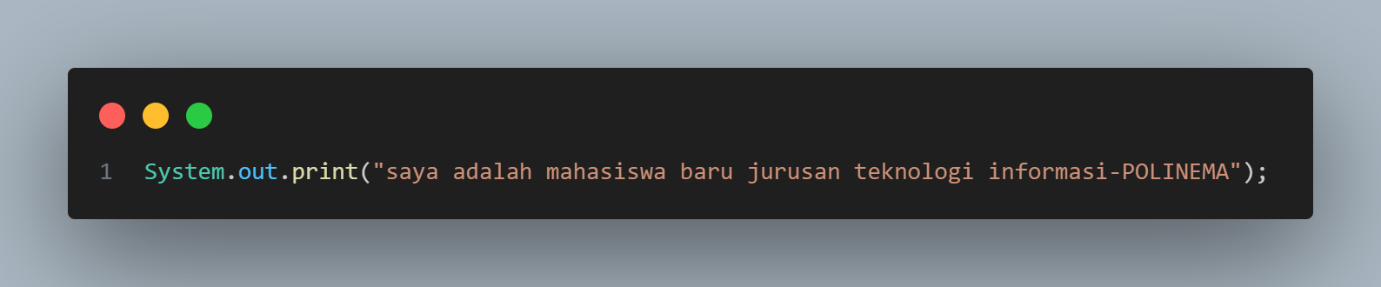 1 System.out.print("saya adalah mahasiswa baru jurusan teknologi informasi-POLINEMA");